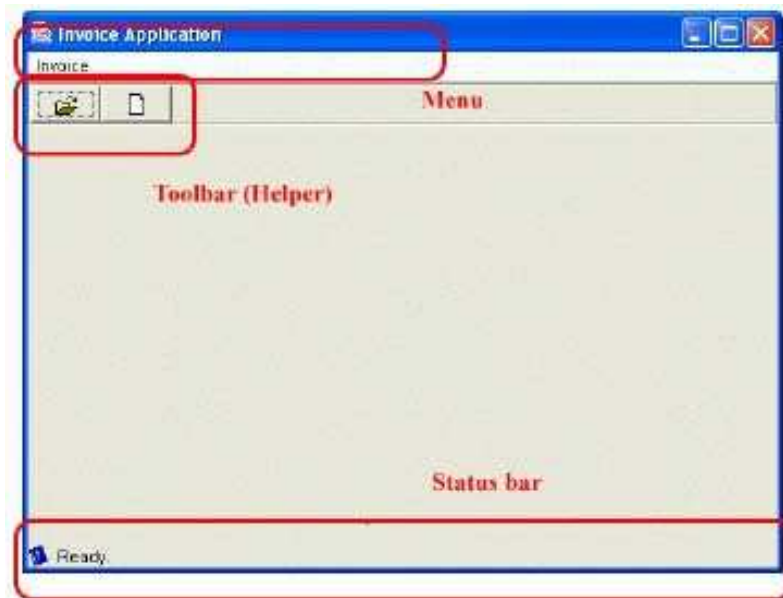 Invoice Application
Invoice
Menu
Toolbar (Helper)
Status bar
Ready